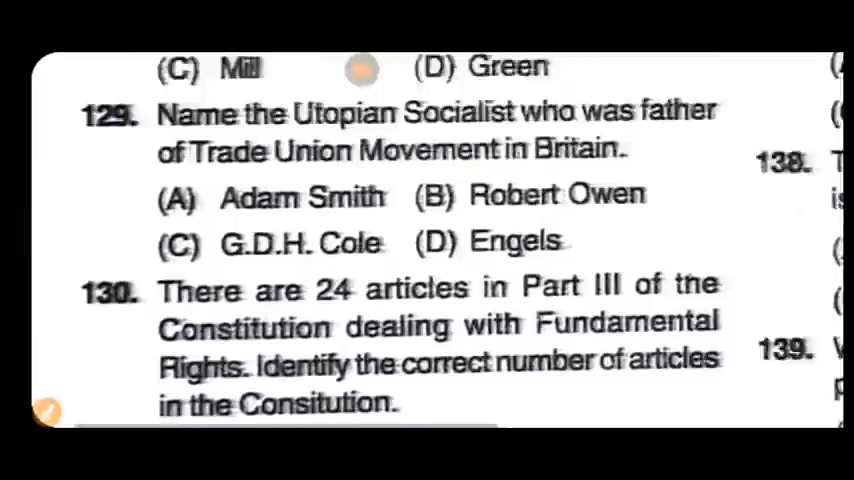 (C) Mill (D) Green
129. Name the Utopian Socialist who was father
of Trade Union Movement in Britain.
(A) Adam Smith (B) Robert Owen
(C) G.D.H. Cole (D) Engels
130. There are 24 articles in Part III of the
Constitution dealing with Fundamental
Rights. Identify the correct number of articles
in the Consitution.
138.
139.